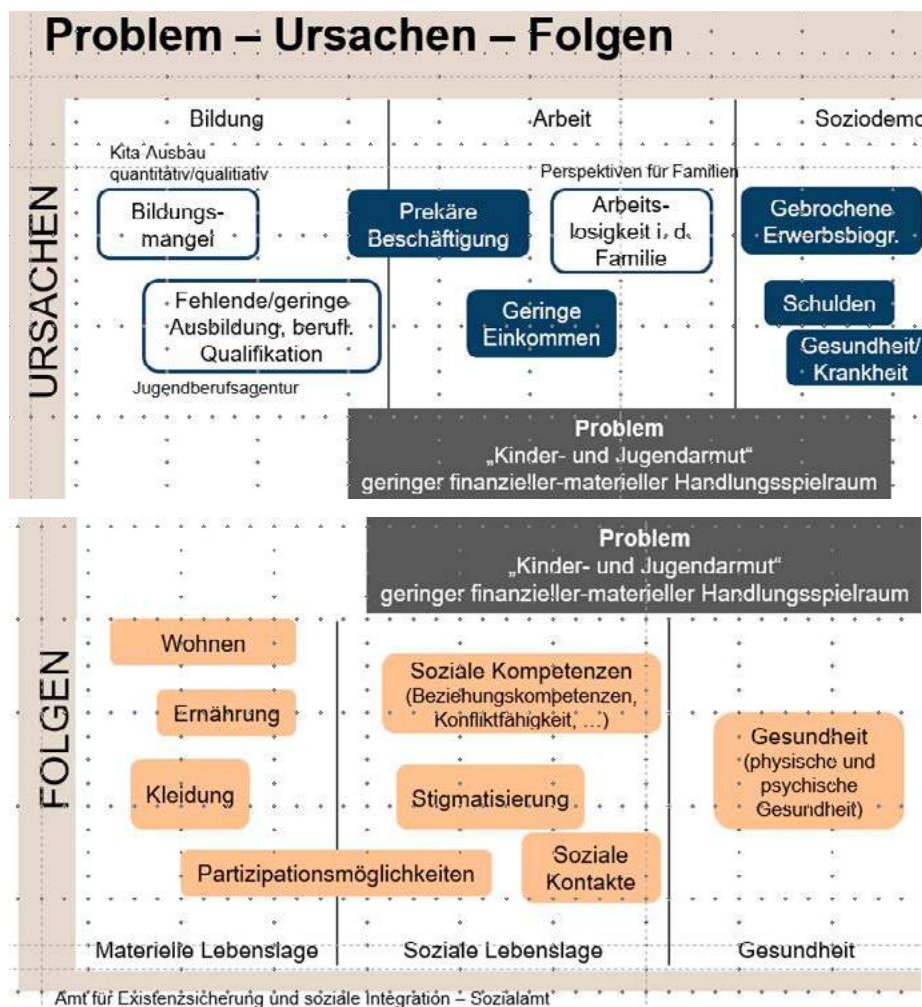 Problem – Ursachen – Folgen
URSACHEN
Bildung
Arbeit
Soziodemo
Kita Ausbau
quantitativ/qualitiativ
Bildungs-
mangel
Fehlende/geringe
Ausbildung, berufl.
Qualifikation
Jugendberufsagentur
Prekäre
Beschäftigung
Perspektiven für Familien
Arbeits-
losigkeit i. d.
Familie
Geringe
Einkommen
Gebrochene
Erwerbsbiogr.
Schulden
Gesundheit/
Krankheit
Problem
„Kinder- und Jugendarmut“
geringer finanzieller-materieller Handlungsspielraum
Problem
„Kinder- und Jugendarmut“
geringer finanzieller-materieller Handlungsspielraum
FOLGEN
Wohnen
Ernährung
Kleidung
Partizipationsmöglichkeiten
Soziale Kompetenzen
(Beziehungskompetenzen,
Konfliktfähigkeit, …)
Stigmatisierung
Soziale
Kontakte
Gesundheit
(physische und
psychische
Gesundheit)
Materielle Lebenslage
Soziale Lebenslage
Gesundheit
Amt für Existenzsicherung und soziale Integration – Sozialamt